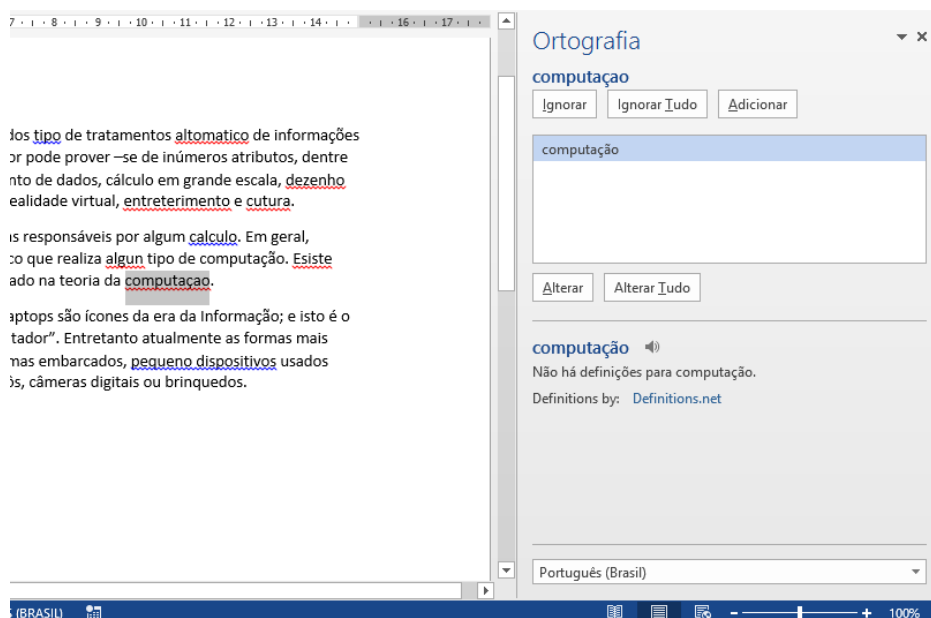 7 · 8 · 9 · 10 · 11 · 12 · 13 · 14 · 16 · 17
dos tipo de tratamentos altomatico de informações
or pode prover –se de inúmeros atributos, dentre
nto de dados, cálculo em grande escala, dezenho
ealidade virtual, entreterimento e cutura.
as responsáveis por algum calculo. Em geral,
co que realiza algun tipo de computação. Esiste
ado na teoria da computaçao.
aptops são ícones da era da Informação; e isto é o
tador”. Entretanto atualmente as formas mais
mas embarcados, pequeno dispositivos usados
ôs, câmeras digitais ou brinquedos.
Ortografia
computaçao
Ignorar Ignorar Tudo Adicionar
computação
Alterar Alterar Tudo
computação
Não há definições para computação.
Definitions by: Definitions.net
Português (Brasil)
(BRASIL) 100%